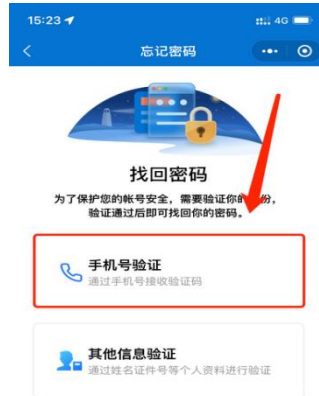 15:23 4G
忘记密码
找回密码
为了保护您的帐号安全，需要验证你的 份，
验证通过后即可找回你的密码。
手机号验证
通过手机号接收验证码
其他信息验证
通过姓名证件号等个人资料进行验证